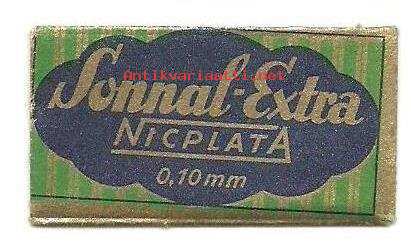 Antikvariaatti.net
Sonnal-Extra
NICPLATA
0,10 mm